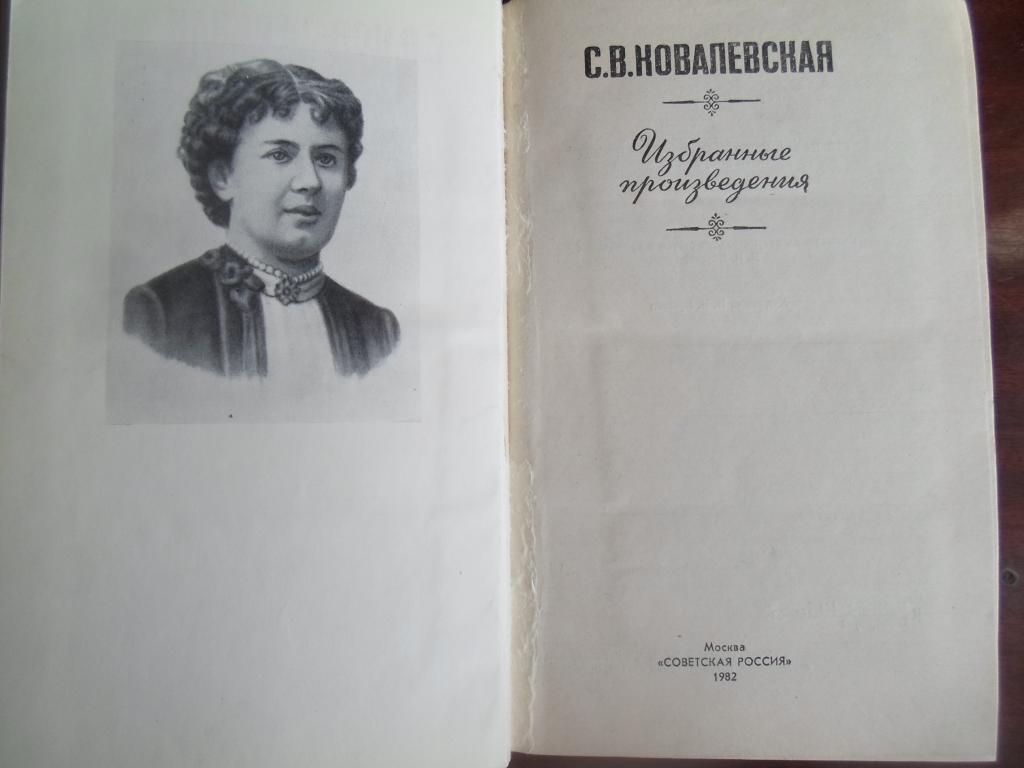 С.В.КОВАЛЕВСКАЯ
Избранные
произведения
Москва
«СОВЕТСКАЯ РОССИЯ»
1982